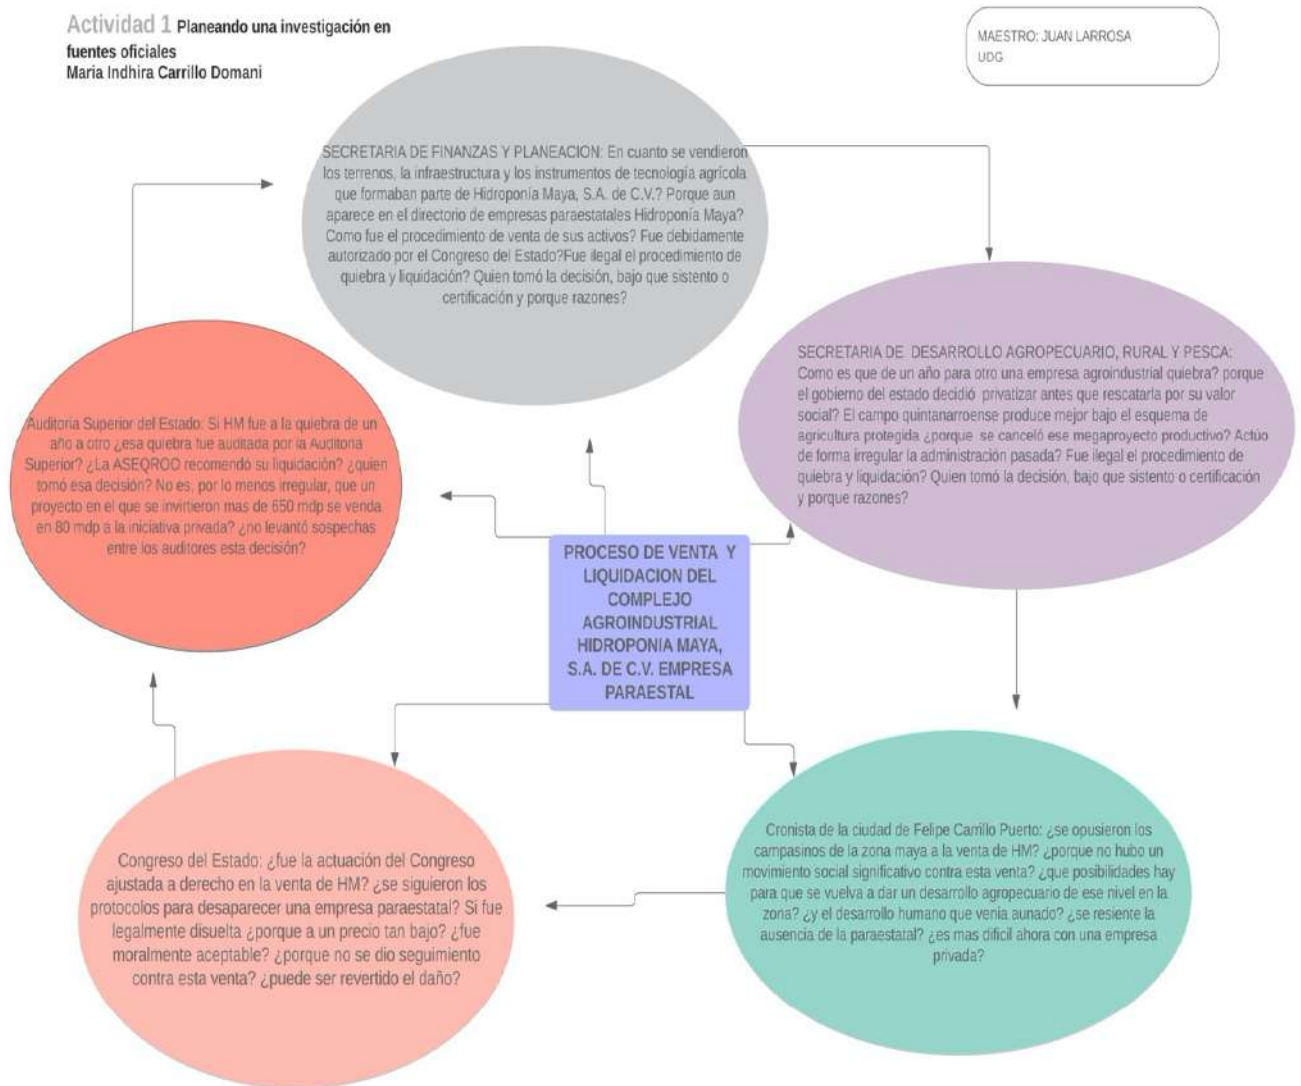 Actividad 1 Planeando una investigación en
fuentes oficiales
Maria Indhira Carrillo Domani
MAESTRO: JUAN LARROSA
UDG
SECRETARIA DE FINANZAS Y PLANEACION: En cuanto se vendieron
los terrenos, la infraestructura y los instrumentos de tecnología agrícola
que formaban parte de Hidroponía Maya, S.A. de C.V.? Porque aun
aparece en el directorio de empresas paraestatales Hidroponía Maya?
Como fue el procedimiento de venta de sus activos? Fue debidamente
autorizado por el Congreso del Estado?Fue ilegal el procedimiento de
quiebra y liquidación? Quien tomó la decisión, bajo que sistento o
certificación y porque razones?
SECRETARIA DE  DESARROLLO AGROPECUARIO, RURAL Y PESCA:
Como es que de un año para otro una empresa agroindustrial quiebra? porque
el gobierno del estado decidió  privatizar antes que rescatarla por su valor
social? El campo quintanarroense produce mejor bajo el esquema de
agricultura protegida ¿porque  se canceló ese megaproyecto productivo? Actúo
de forma irregular la administración pasada? Fue ilegal el procedimiento de
quiebra y liquidación? Quien tomó la decisión, bajo que sistento o certificación
y porque razones?
Auditoría Superior del Estado: Si HM fue a la quiebra de un
año a otro ¿esa quiebra fue auditada por la Auditoria
Superior? ¿La ASEQROO recomendó su liquidación? ¿quien
tomó esa decisión? No es, por lo menos irregular, que un
proyecto en el que se invirtieron mas de 650 mdp se venda
en 80 mdp a la iniciativa privada? ¿no levantó sospechas
entre los auditores esta decisión?
PROCESO DE VENTA Y
LIQUIDACION DEL
COMPLEJO
AGROINDUSTRIAL
HIDROPONIA MAYA,
S.A. DE C.V. EMPRESA
PARAESTAL
Congreso del Estado: ¿fue la actuación del Congreso
ajustada a derecho en la venta de HM? ¿se siguieron los
protocolos para desaparecer una empresa paraestatal? Si fue
legalmente disuelta ¿porque a un precio tan bajo? ¿fue
moralmente aceptable? ¿porque no se dio seguimiento
contra esta venta? ¿puede ser revertido el daño?
Cronista de la ciudad de Felipe Carrillo Puerto: ¿se opusieron los
campasinos de la zona maya a la venta de HM? ¿porque no hubo un
movimiento social significativo contra esta venta? ¿que posibilidades hay
para que se vuelva a dar un desarrollo agropecuario de ese nivel en la
zona? ¿y el desarrollo humano que venia aunado? ¿se resiente la
ausencia de la paraestatal? ¿es mas dificil ahora con una empresa
privada?